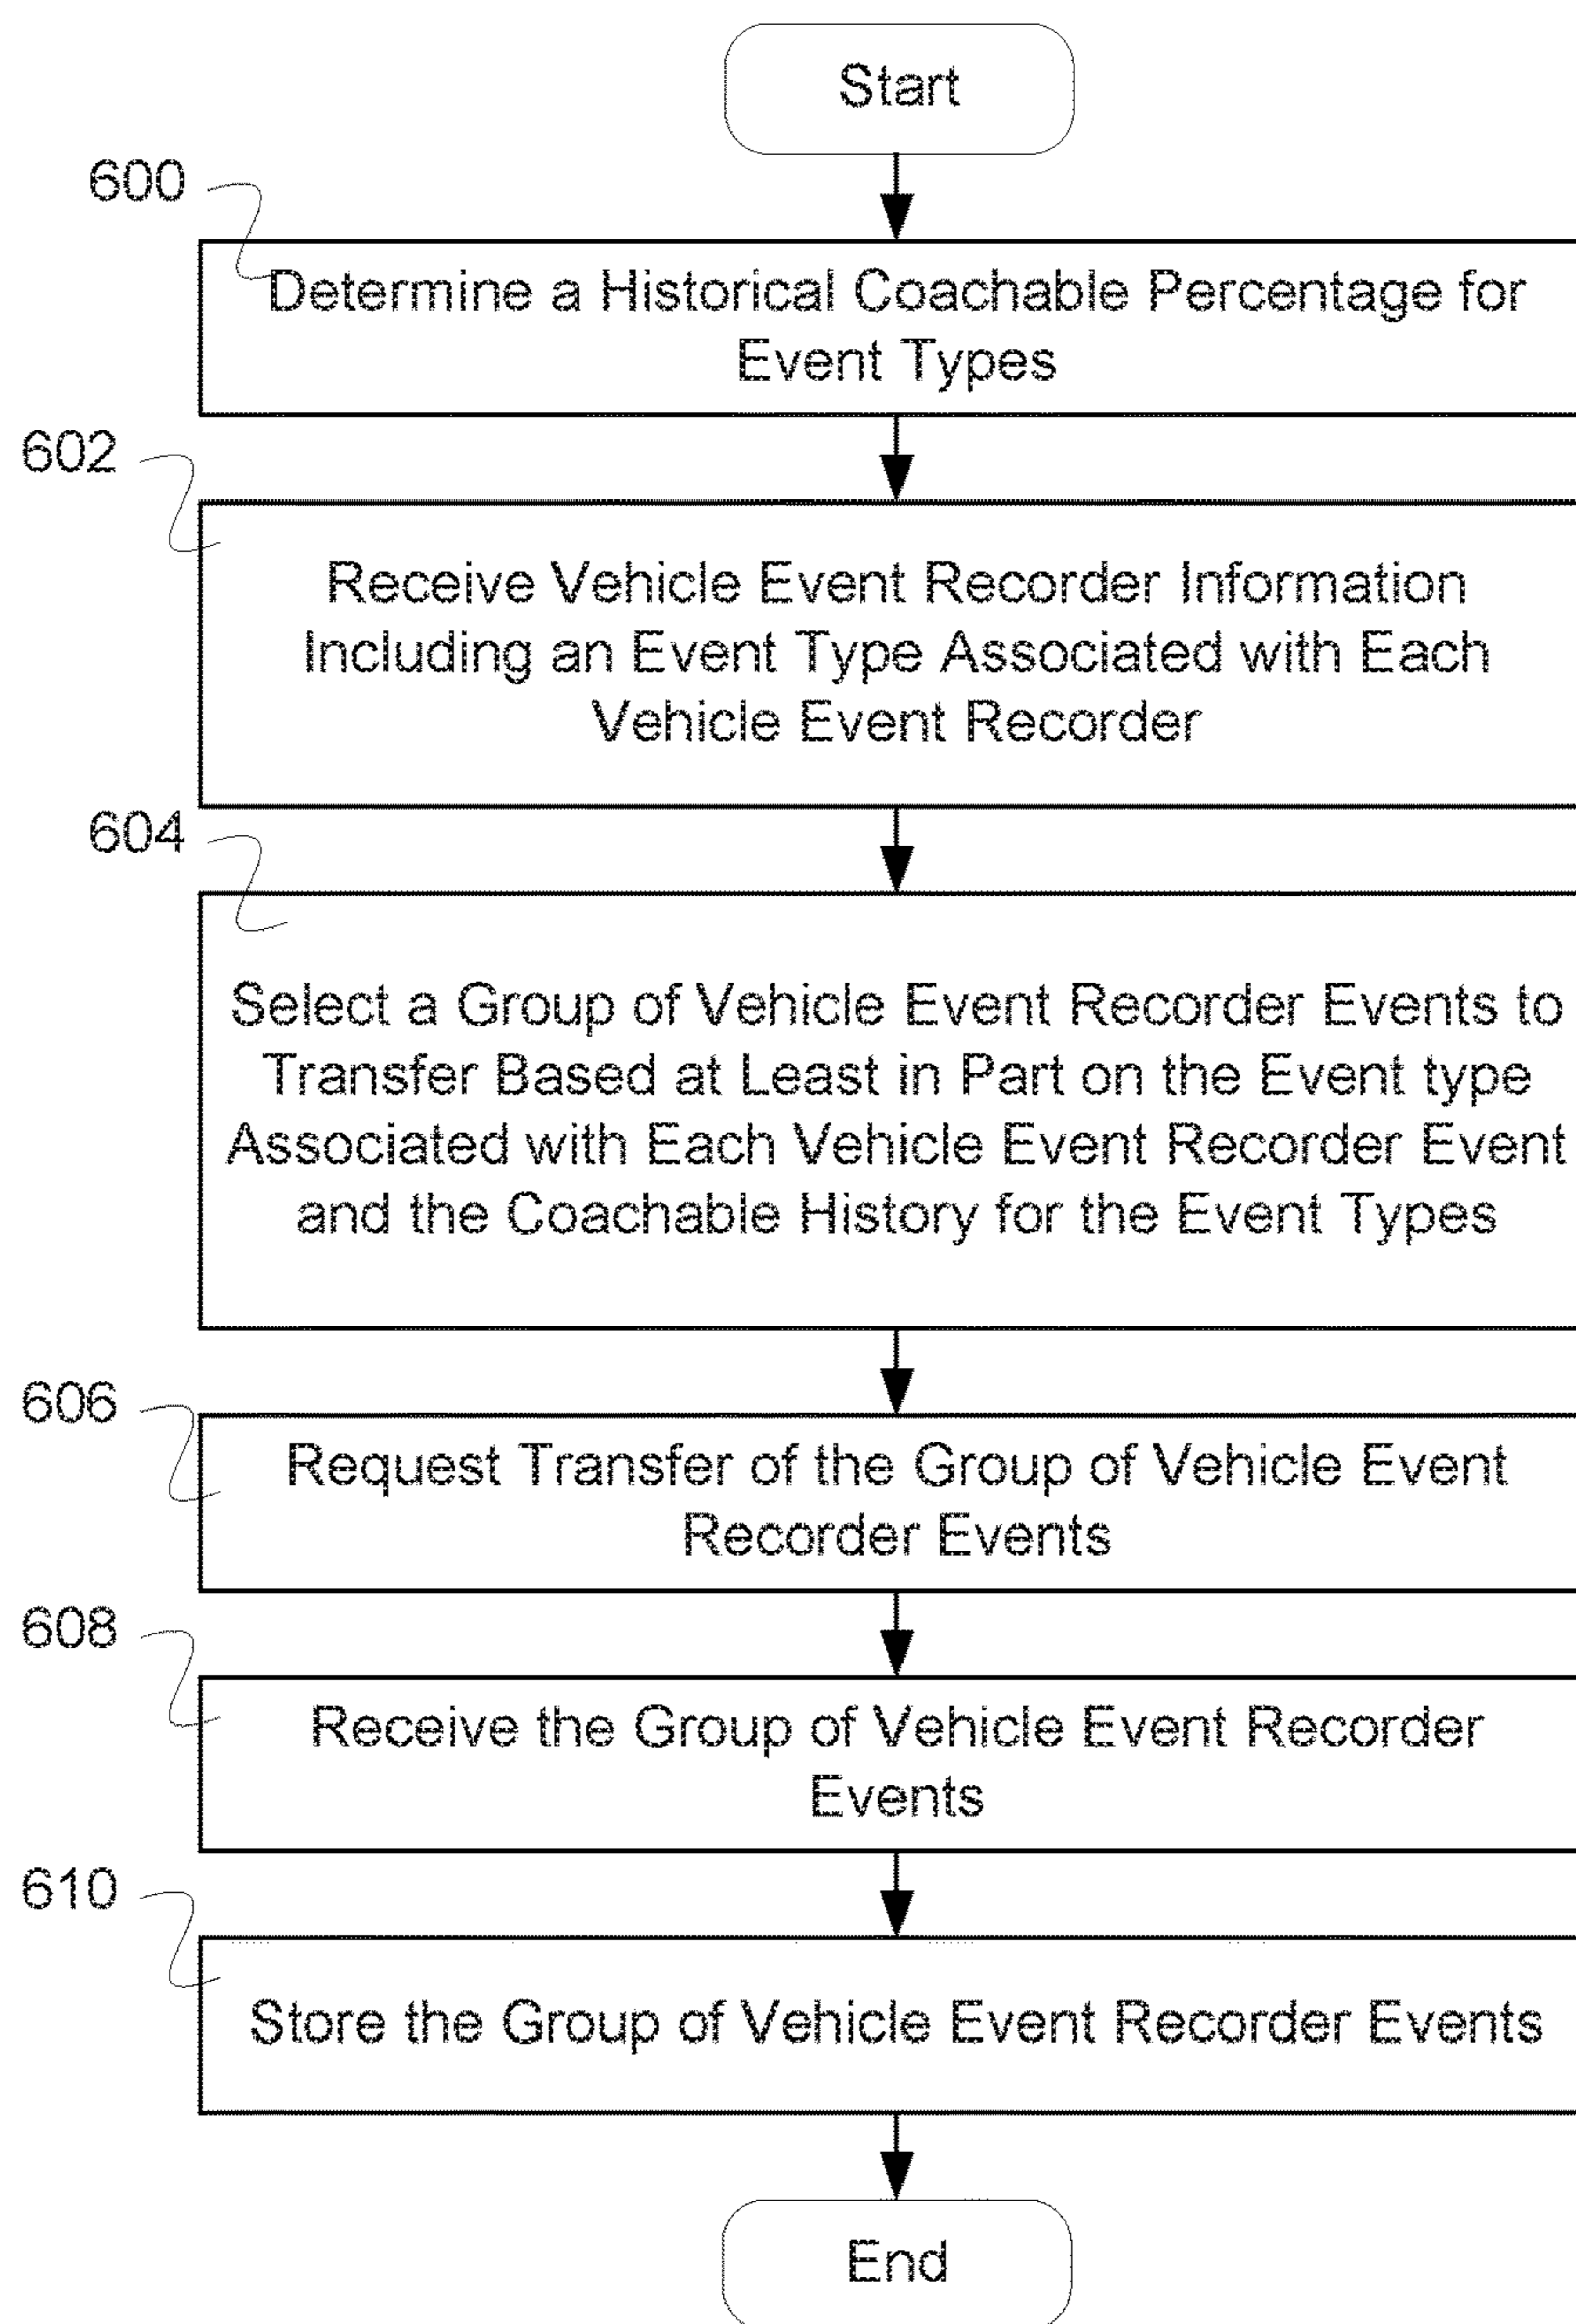 Start
600
Determine a Historical Coachable Percentage for
Event Types
602
Receive Vehicle Event Recorder Information
Including an Event Type Associated with Each
Vehicle Event Recorder
604
Select a Group of Vehicle Event Recorder Events to
Transfer Based at Least in Part on the Event type
Associated with Each Vehicle Event Recorder Event
and the Coachable History for the Event Types
606
Request Transfer of the Group of Vehicle Event
Recorder Events
608
Receive the Group of Vehicle Event Recorder
Events
610
Store the Group of Vehicle Event Recorder Events
End